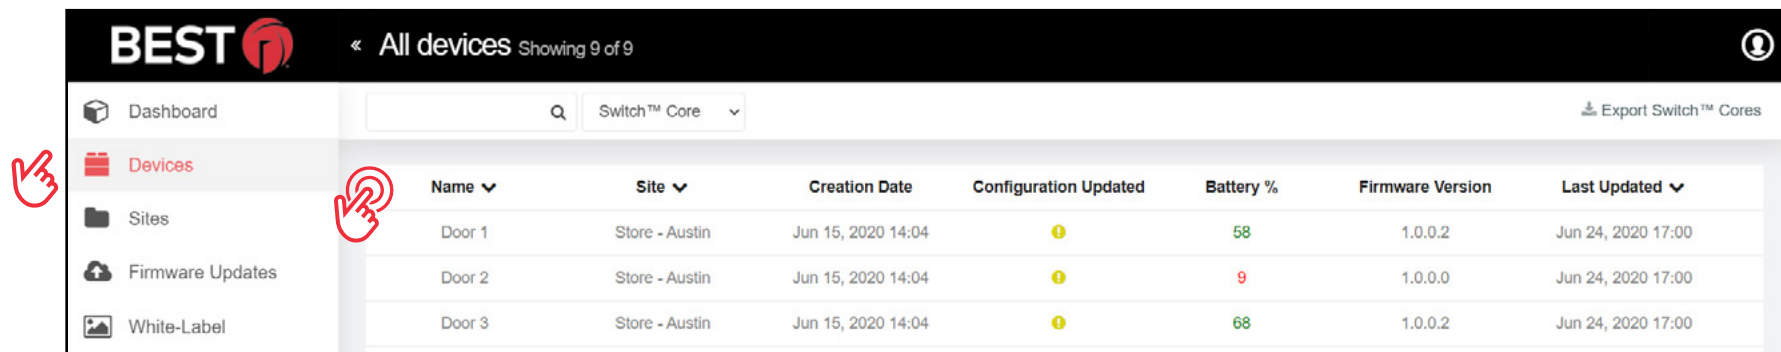 BEST « All devices Showing 9 of 9
Dashboard
Switch™ Core
Export Switch™ Cores
Devices
Name Site Creation Date Configuration Updated Battery % Firmware Version Last Updated
Sites
Door 1 Store - Austin Jun 15, 2020 14:04 58 1.0.0.2 Jun 24, 2020 17:00
Firmware Updates
Door 2 Store - Austin Jun 15, 2020 14:04 9 1.0.0.0 Jun 24, 2020 17:00
White-Label
Door 3 Store - Austin Jun 15, 2020 14:04 68 1.0.0.2 Jun 24, 2020 17:00